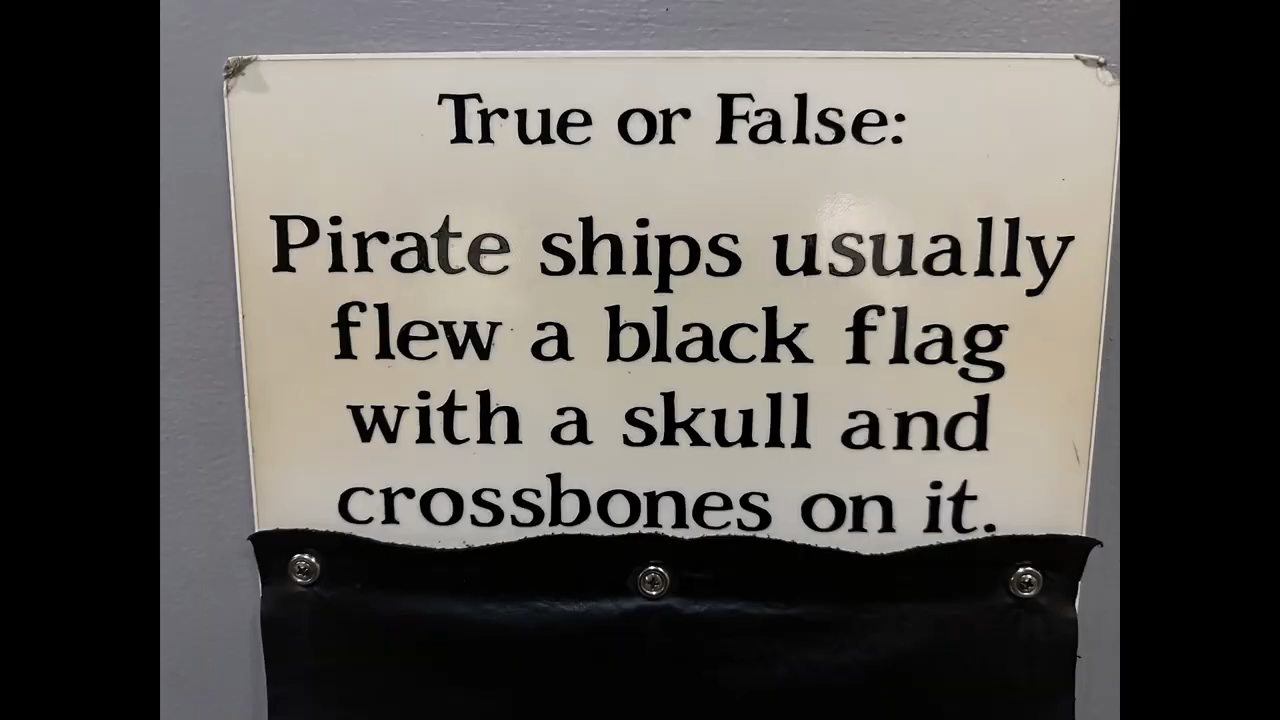 True or False:
Pirate ships usually
flew a black flag
with a skull and
crossbones on it.